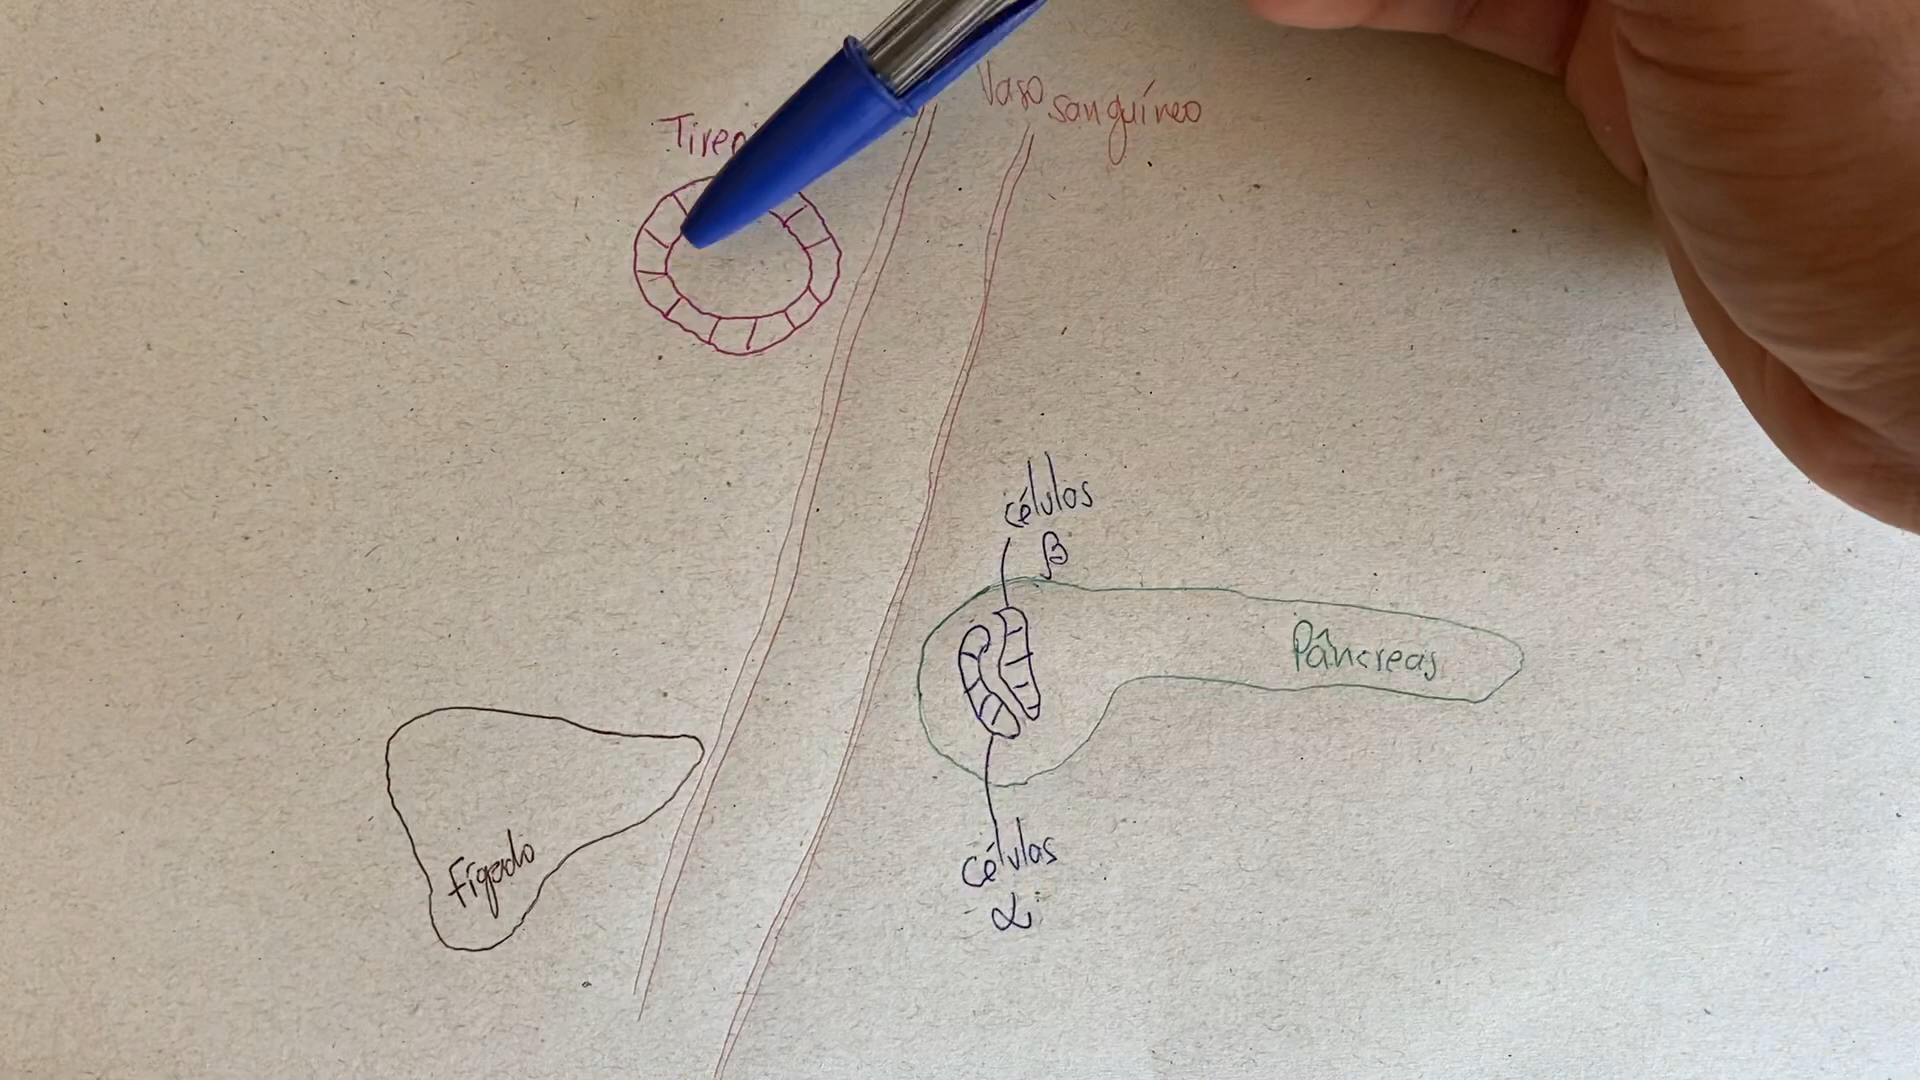 Vaso sanguíneo
células
β
Pâncreas
Fígado
células
α